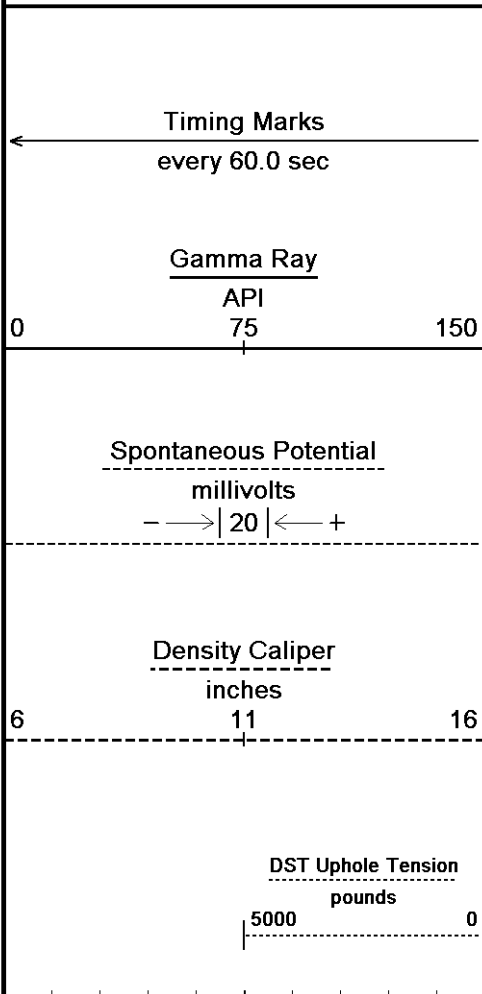 Timing Marks
every 60.0 sec
Gamma Ray
API
0 75 150
Spontaneous Potential
millivolts
− 20 +
Density Caliper
inches
6 11 16
DST Uphole Tension
pounds
5000 0